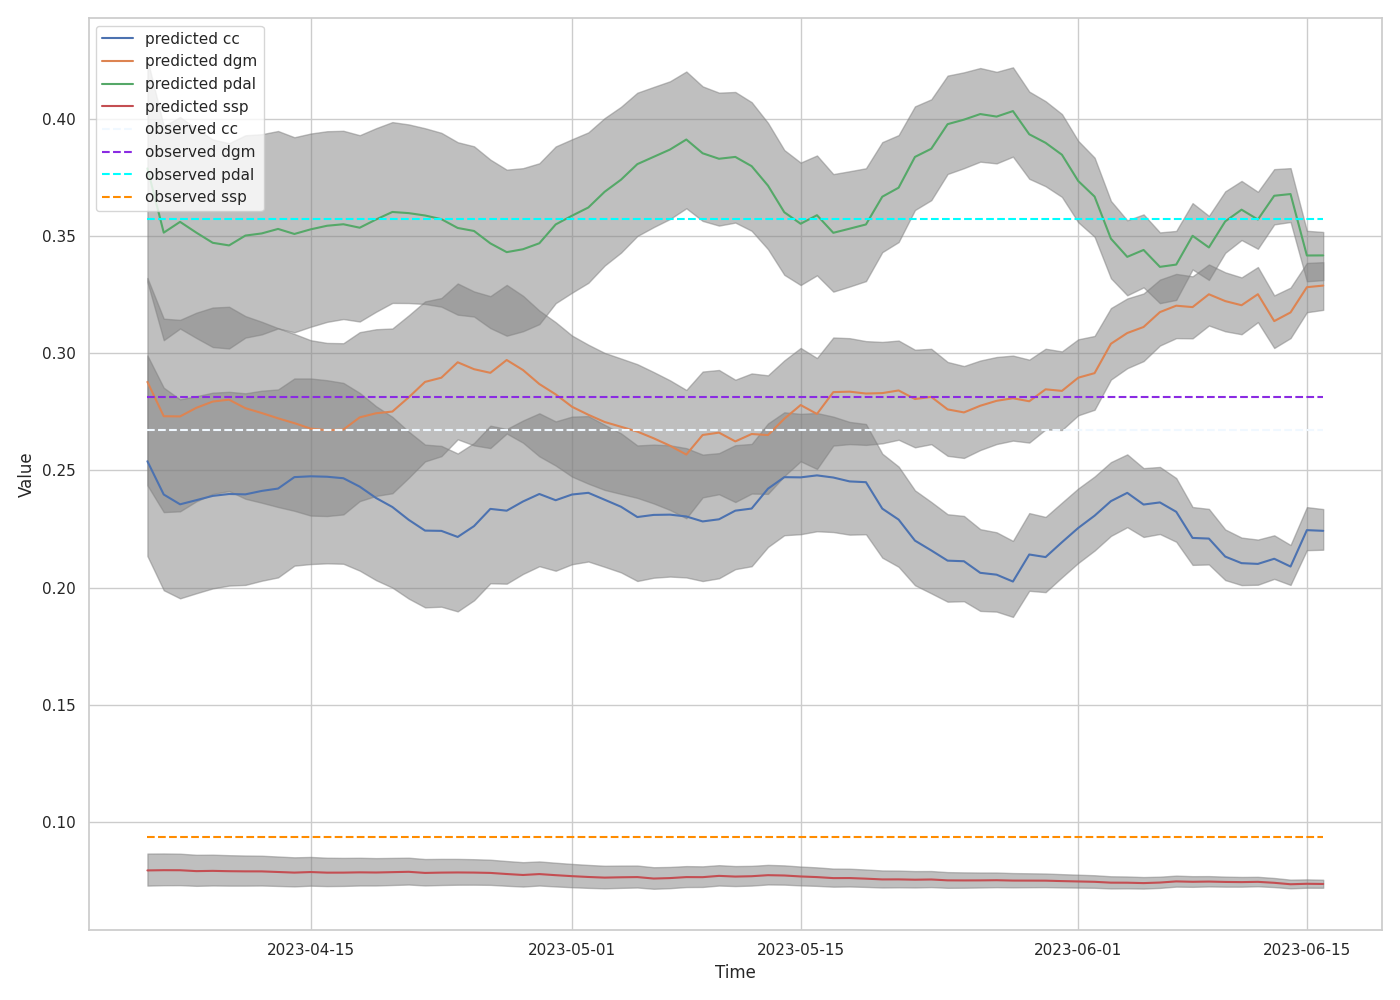 predicted cc
predicted dgm
predicted pdal
predicted ssp
observed cc
observed dgm
observed pdal
observed ssp
0.40
0.35
0.30
0.25
0.20
0.15
0.10
Value
2023-04-15
2023-05-01
2023-05-15
2023-06-01
2023-06-15
Time